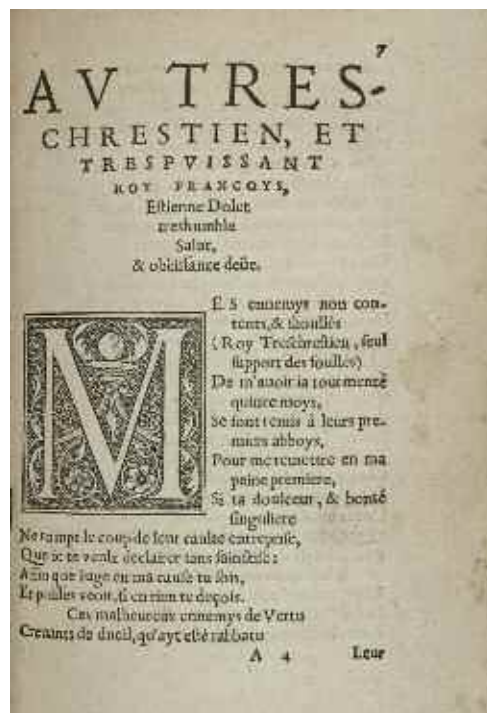 7
AV TRES-
CHRESTIEN, ET
TRESPVISSANT
ROY FRANCOYS,
Estienne Dolet
treshumble
Salut,
& obeissance deüe.
MES ennemys non con-
tents, & saoullés
(Roy Treschrestien, seul
support des foullés)
De m'auoir ia tourmenté
quinze moys,
Se sont remis à leurs pre-
miers abboys,
Pour me remettre en ma
peine premiere,
Si ta doulceur, & bonté
singuliere
Ne rompt le coup de leur caulte entreprise,
Que ie te veulx declairer sans faintise:
Affin que iuge en ma cause tu sois,
Et puisses veoir, si en rien te deçois.
Ces malheureux ennemys de Vertu
Creuants de dueil, qu'ayt esté rabbatu
A 4 Leur